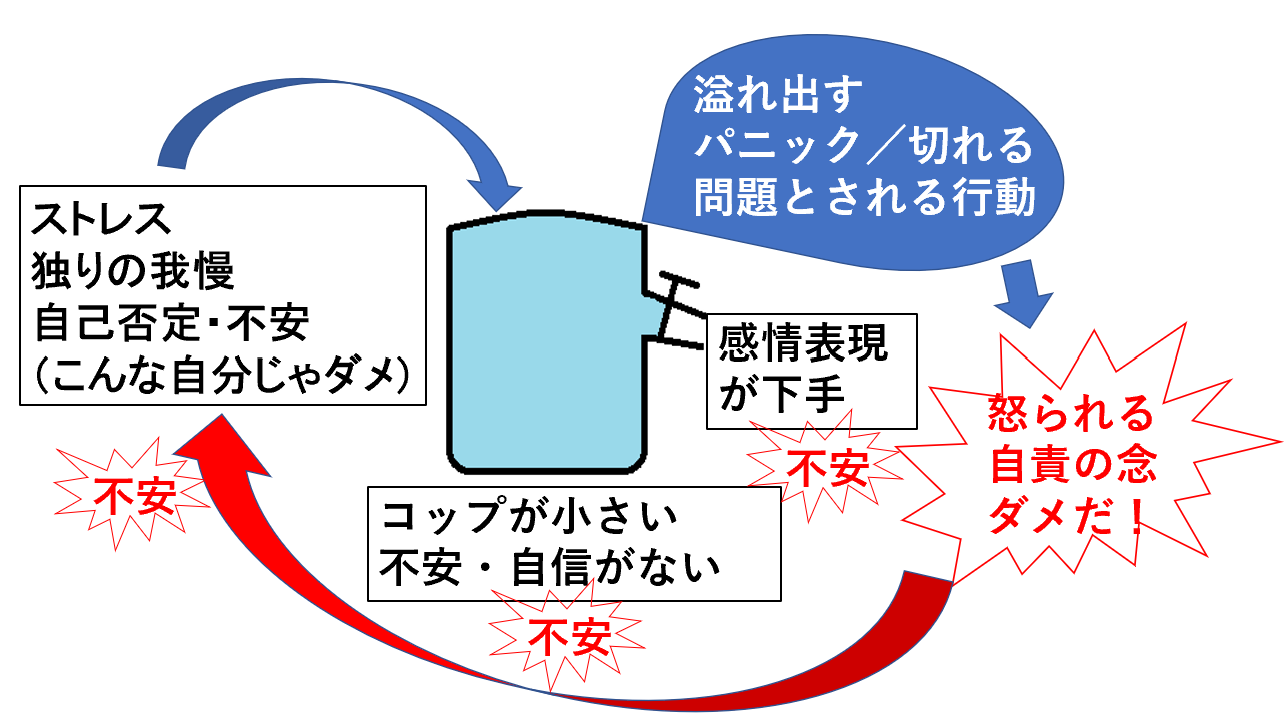 溢れ出す
パニック／切れる
問題とされる行動
ストレス
独りの我慢
自己否定・不安
（こんな自分じゃダメ）
感情表現
が下手
怒られる
自責の念
ダメだ！
不安
不安
コップが小さい
不安・自信がない
不安